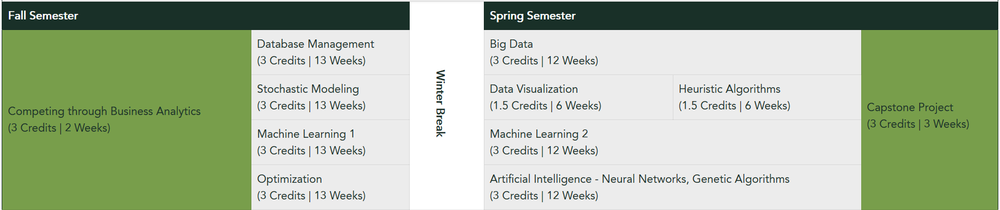 Fall Semester
Competing through Business Analytics
(3 Credits | 2 Weeks)
Database Management
(3 Credits | 13 Weeks)
Stochastic Modeling
(3 Credits | 13 Weeks)
Machine Learning 1
(3 Credits | 13 Weeks)
Optimization
(3 Credits | 13 Weeks)
Winter Break
Spring Semester
Big Data
(3 Credits | 12 Weeks)
Data Visualization
(1.5 Credits | 6 Weeks)
Heuristic Algorithms
(1.5 Credits | 6 Weeks)
Machine Learning 2
(3 Credits | 12 Weeks)
Artificial Intelligence - Neural Networks, Genetic Algorithms
(3 Credits | 12 Weeks)
Capstone Project
(3 Credits | 3 Weeks)